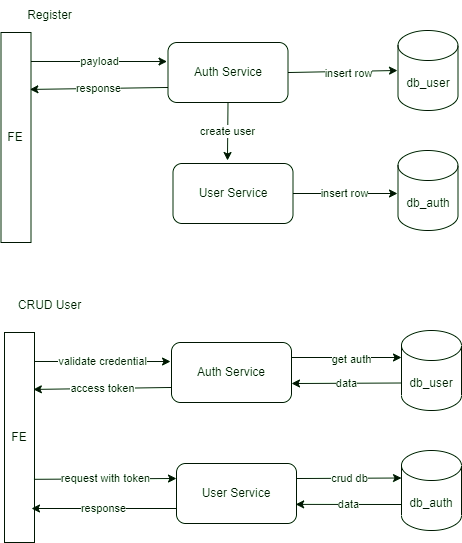 Register
payload
Auth Service
insert row
db_user
response
FE
create user
User Service
insert row
db_auth
CRUD User
validate credential
Auth Service
get auth
data
db_user
access token
FE
request with token
User Service
crud db
data
db_auth
response